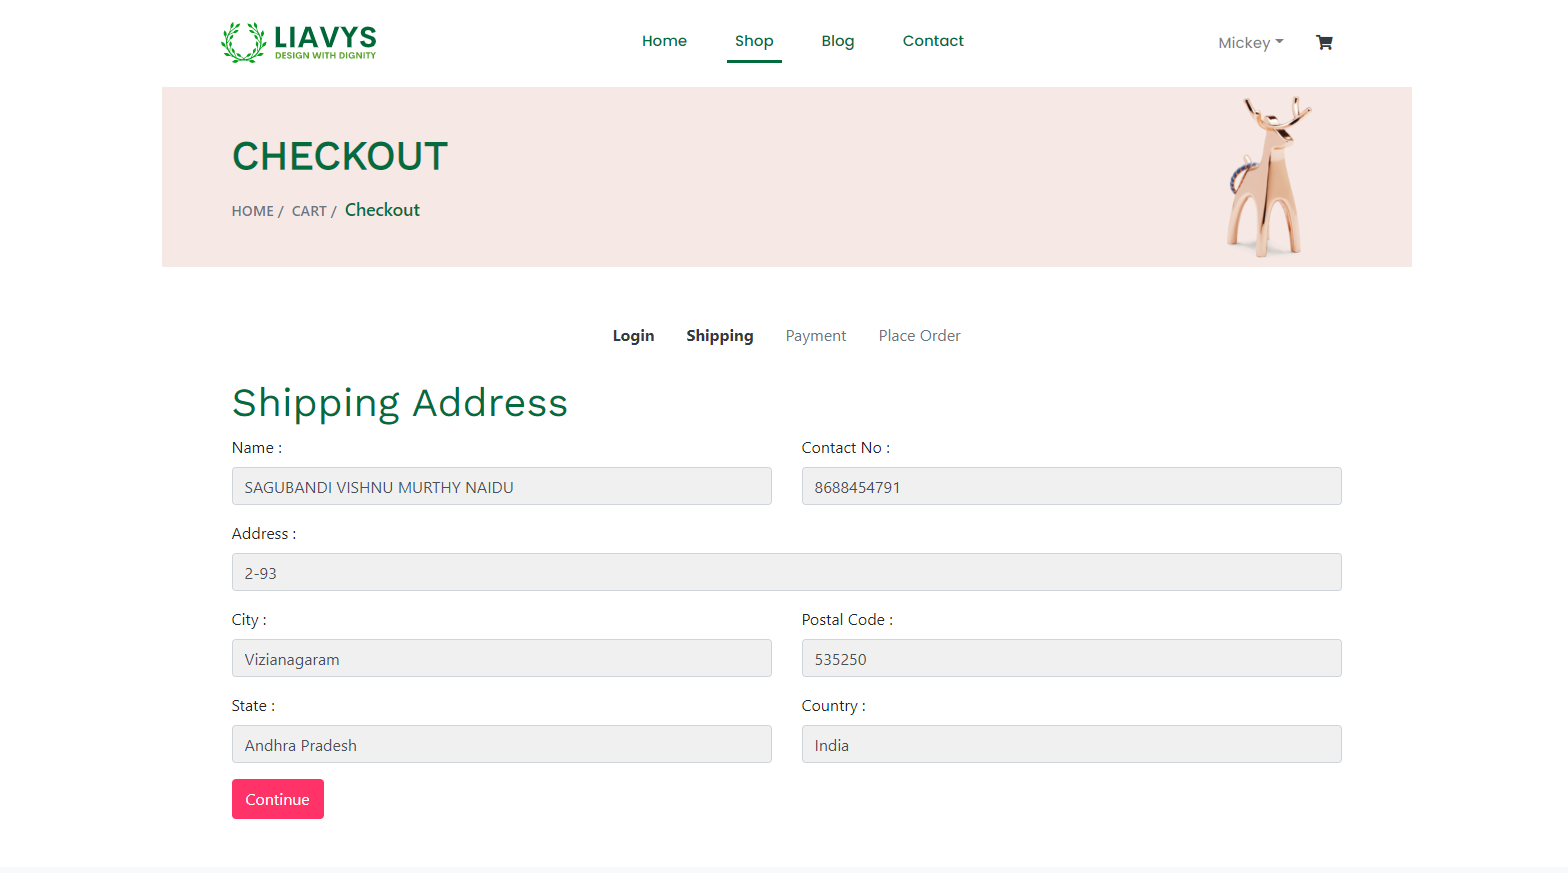 LIAVYS
DESIGN WITH DIGNITY
Home Shop Blog Contact Mickey
CHECKOUT
HOME / CART / Checkout
Login Shipping Payment Place Order
Shipping Address
Name : Contact No :
SAGUBANDI VISHNU MURTHY NAIDU 8688454791
Address :
2-93
City : Postal Code :
Vizianagaram 535250
State : Country :
Andhra Pradesh India
Continue